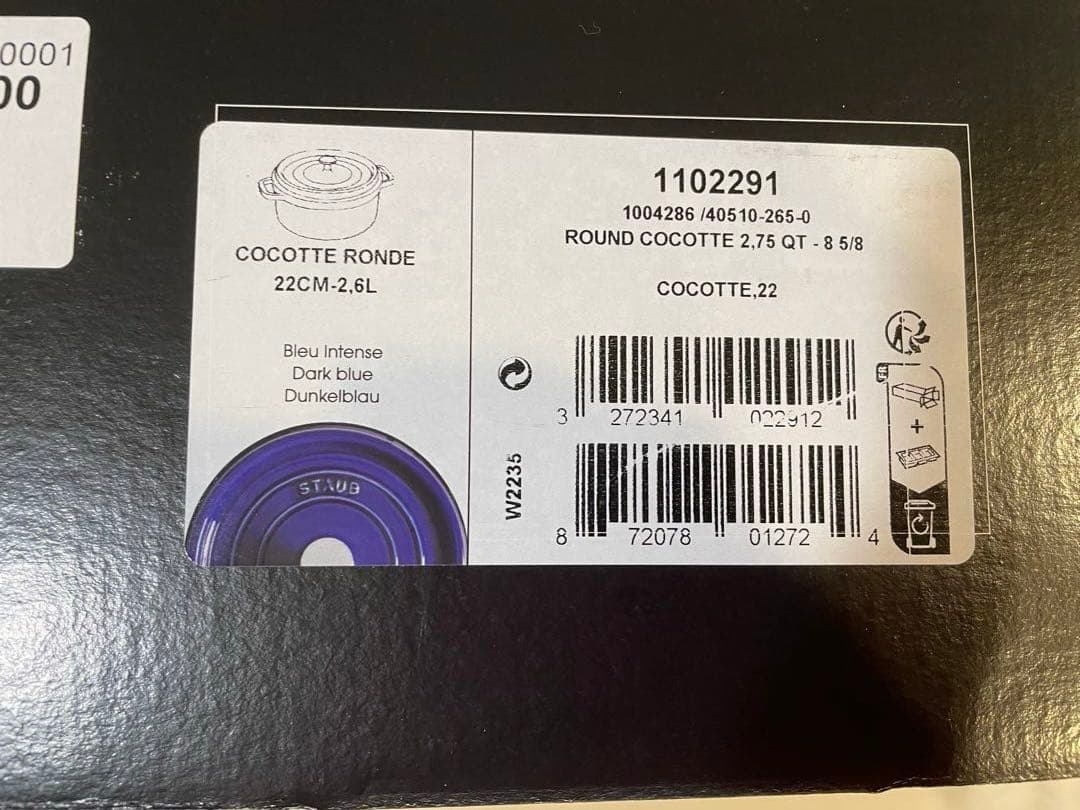 0001
00
COCOTTE RONDE
22CM-2,6L
Bleu Intense
Dark blue
Dunkelblau
STAUB
1102291
1004286 /40510-265-0
ROUND COCOTTE 2,75 QT - 8 5/8
COCOTTE,22
3 272341 022912
W2235
8 72078 01272 4
FR
+